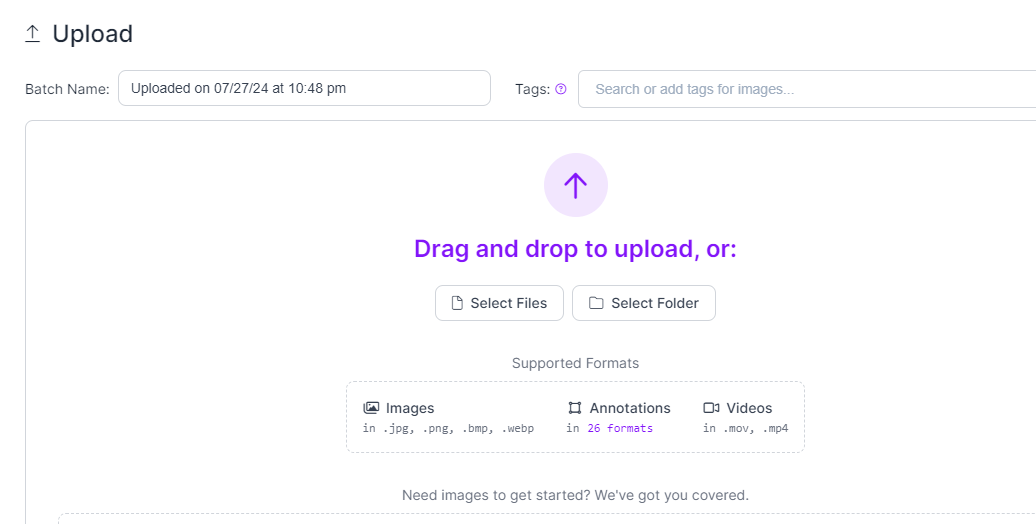 Upload
Batch Name: Uploaded on 07/27/24 at 10:48 pm Tags: Search or add tags for images...
Drag and drop to upload, or:
Select Files Select Folder
Supported Formats
Images Annotations Videos
in .jpg, .png, .bmp, .webp in 26 formats in .mov, .mp4
Need images to get started? We've got you covered.